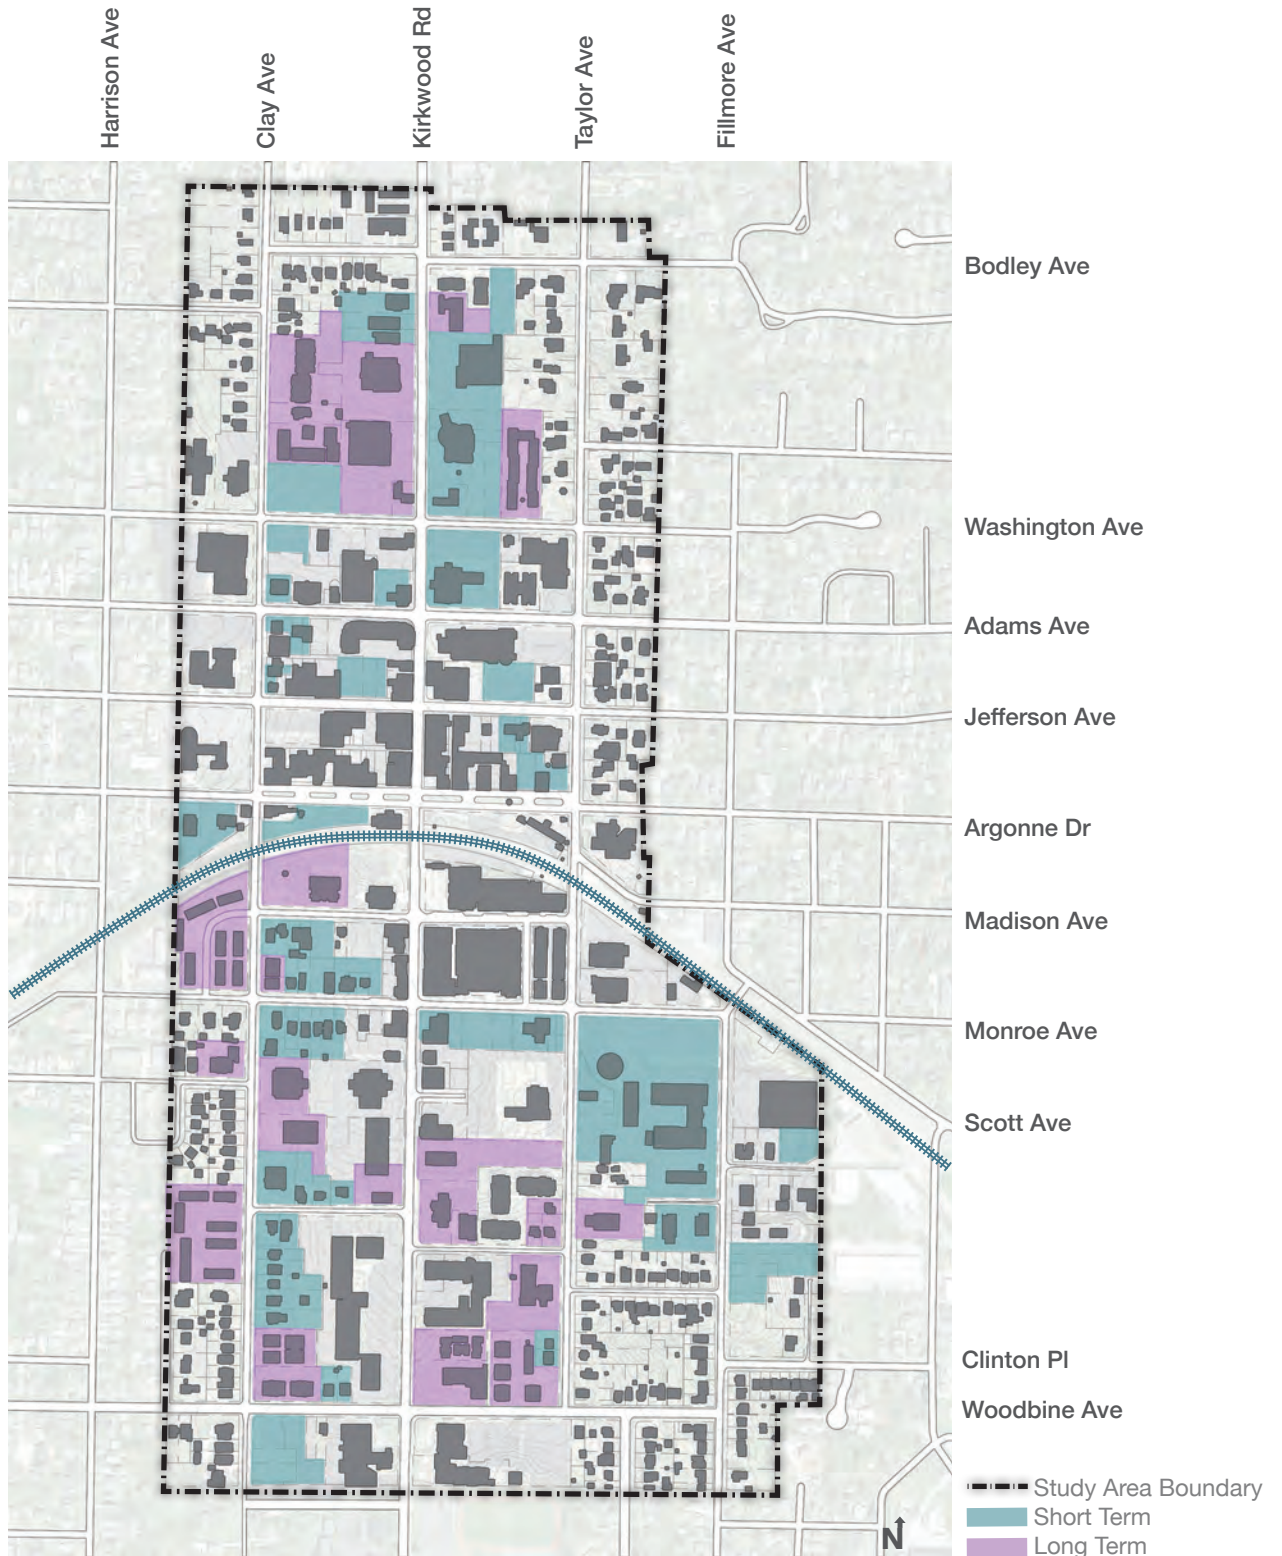 Harrison Ave
Clay Ave
Kirkwood Rd
Taylor Ave
Fillmore Ave
Bodley Ave
Washington Ave
Adams Ave
Jefferson Ave
Argonne Dr
Madison Ave
Monroe Ave
Scott Ave
Clinton Pl
Woodbine Ave
Study Area Boundary
Short Term
Long Term
N